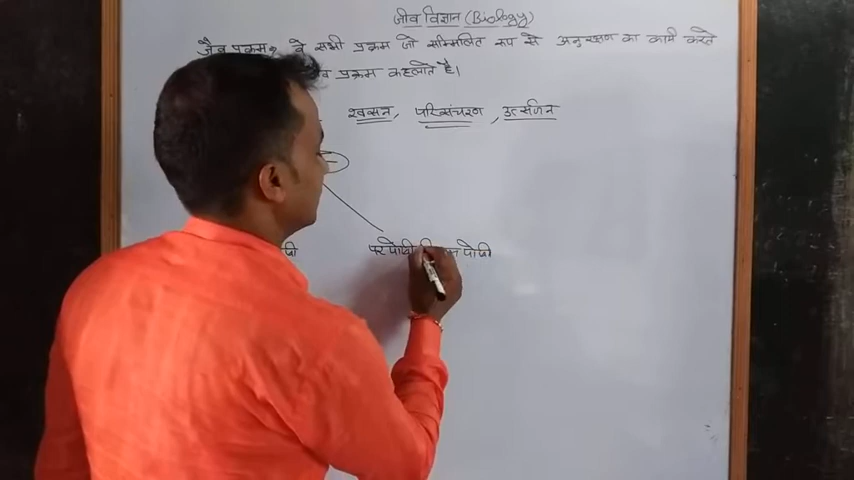 जीव विज्ञान (Biology)
जैव प्रक्रम? वे सभी प्रक्रम जो सम्मिलित रूप से अनुरक्षण का कार्य करते
प्रक्रम कहलाते है।
श्वसन, परिसंचरण, उत्सर्जन
परपोषी